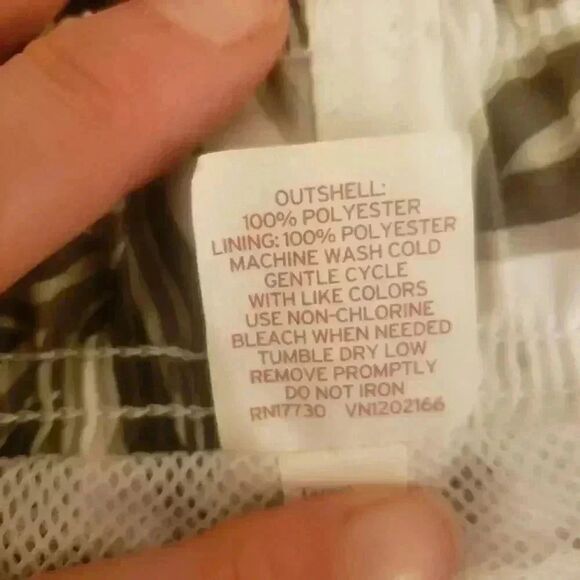 OUTSHELL:
100% POLYESTER
LINING: 100% POLYESTER
MACHINE WASH COLD
GENTLE CYCLE
WITH LIKE COLORS
USE NON-CHLORINE
BLEACH WHEN NEEDED
TUMBLE DRY LOW
REMOVE PROMPTLY
DO NOT IRON
RN17730 VN1202166